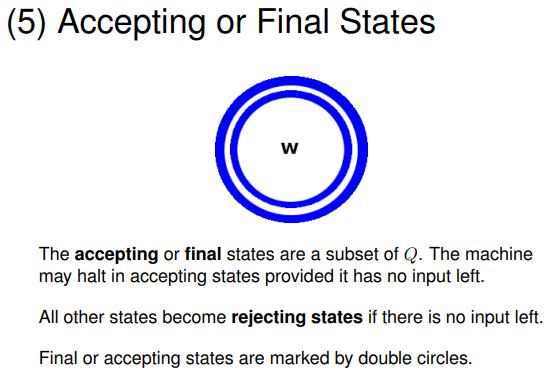 (5) Accepting or Final States
w
The accepting or final states are a subset of Q. The machine
may halt in accepting states provided it has no input left.
All other states become rejecting states if there is no input left.
Final or accepting states are marked by double circles.